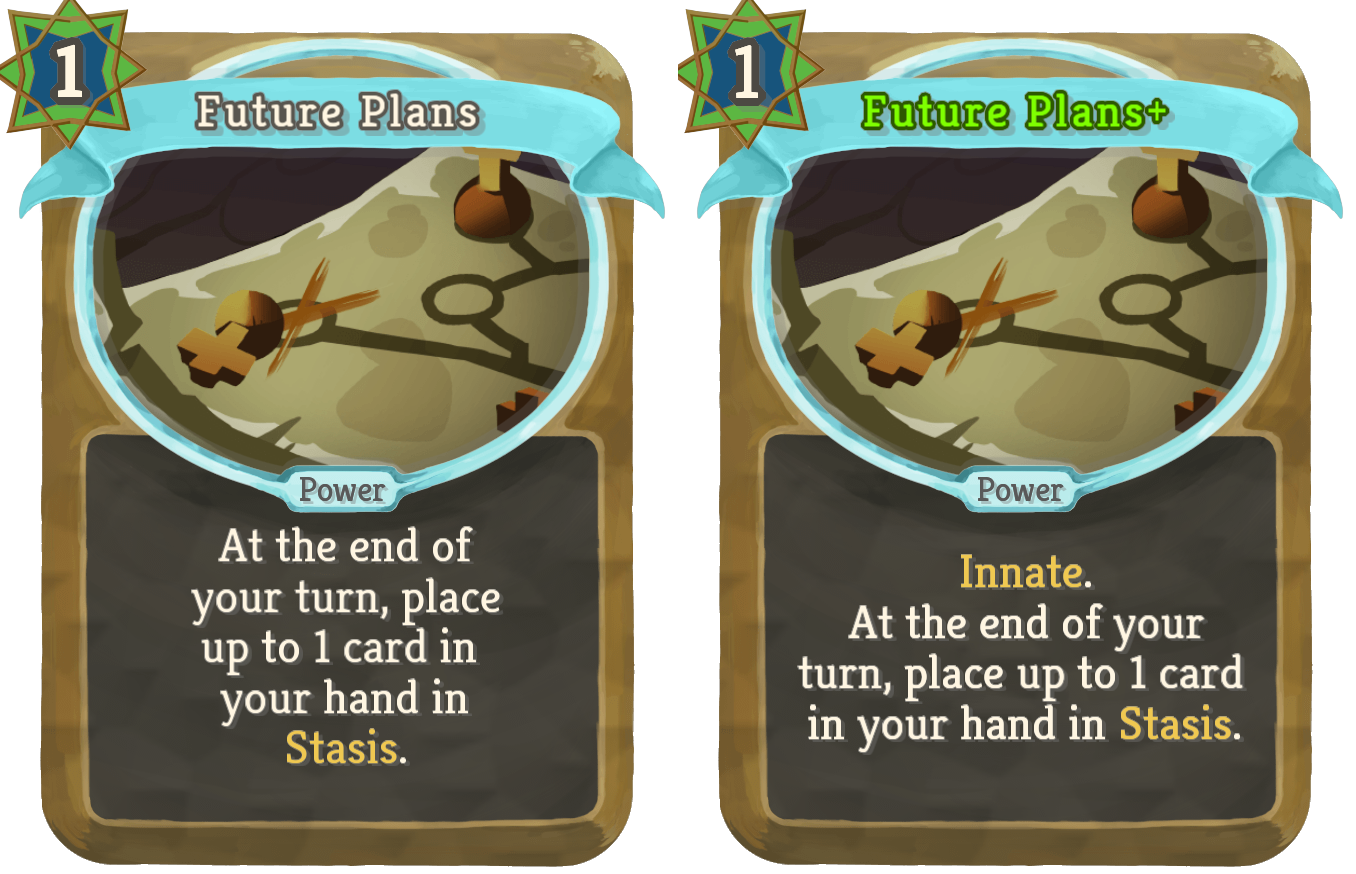 1
Future Plans
Power
At the end of
your turn, place
up to 1 card in
your hand in
Stasis.
1
Future Plans+
Power
Innate.
At the end of your
turn, place up to 1 card
in your hand in Stasis.